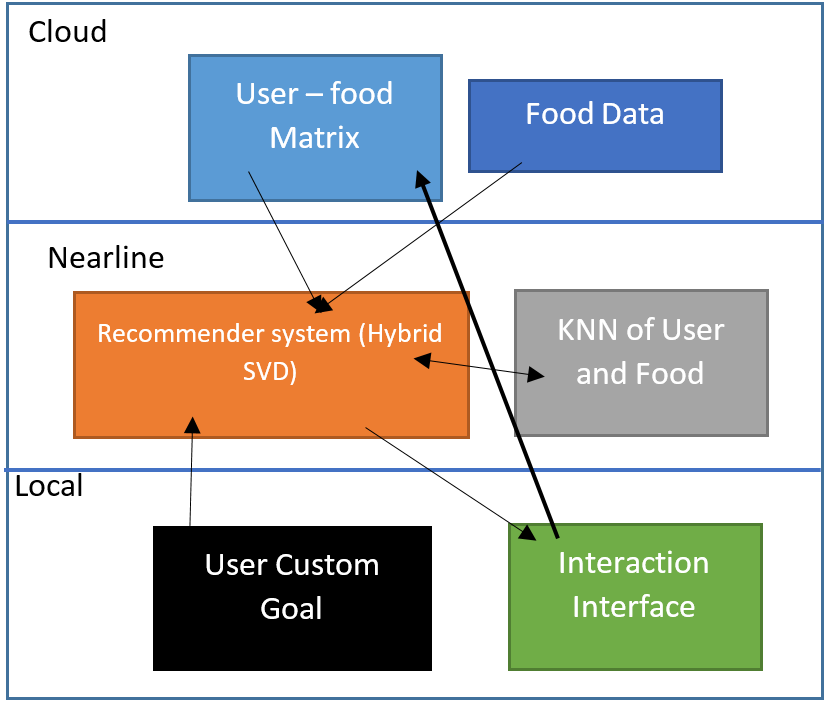 Cloud
User – food
Matrix
Food Data
Nearline
Recommender system (Hybrid
SVD)
KNN of User
and Food
Local
User Custom
Goal
Interaction
Interface